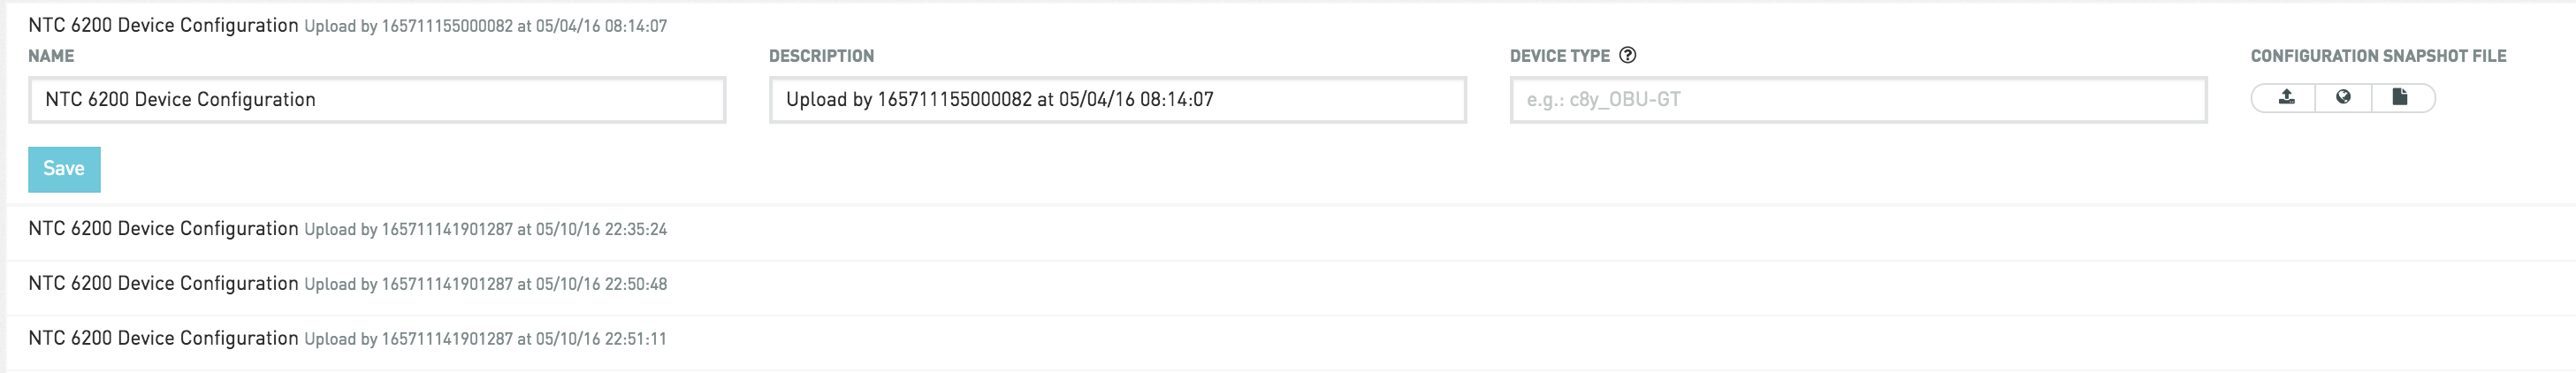 NTC 6200 Device Configuration Upload by 165711155000082 at 05/04/16 08:14:07
NAME DESCRIPTION DEVICE TYPE CONFIGURATION SNAPSHOT FILE
NTC 6200 Device Configuration Upload by 165711155000082 at 05/04/16 08:14:07 e.g.: c8y_OBU-GT
Save
NTC 6200 Device Configuration Upload by 165711141901287 at 05/10/16 22:35:24
NTC 6200 Device Configuration Upload by 165711141901287 at 05/10/16 22:50:48
NTC 6200 Device Configuration Upload by 165711141901287 at 05/10/16 22:51:11